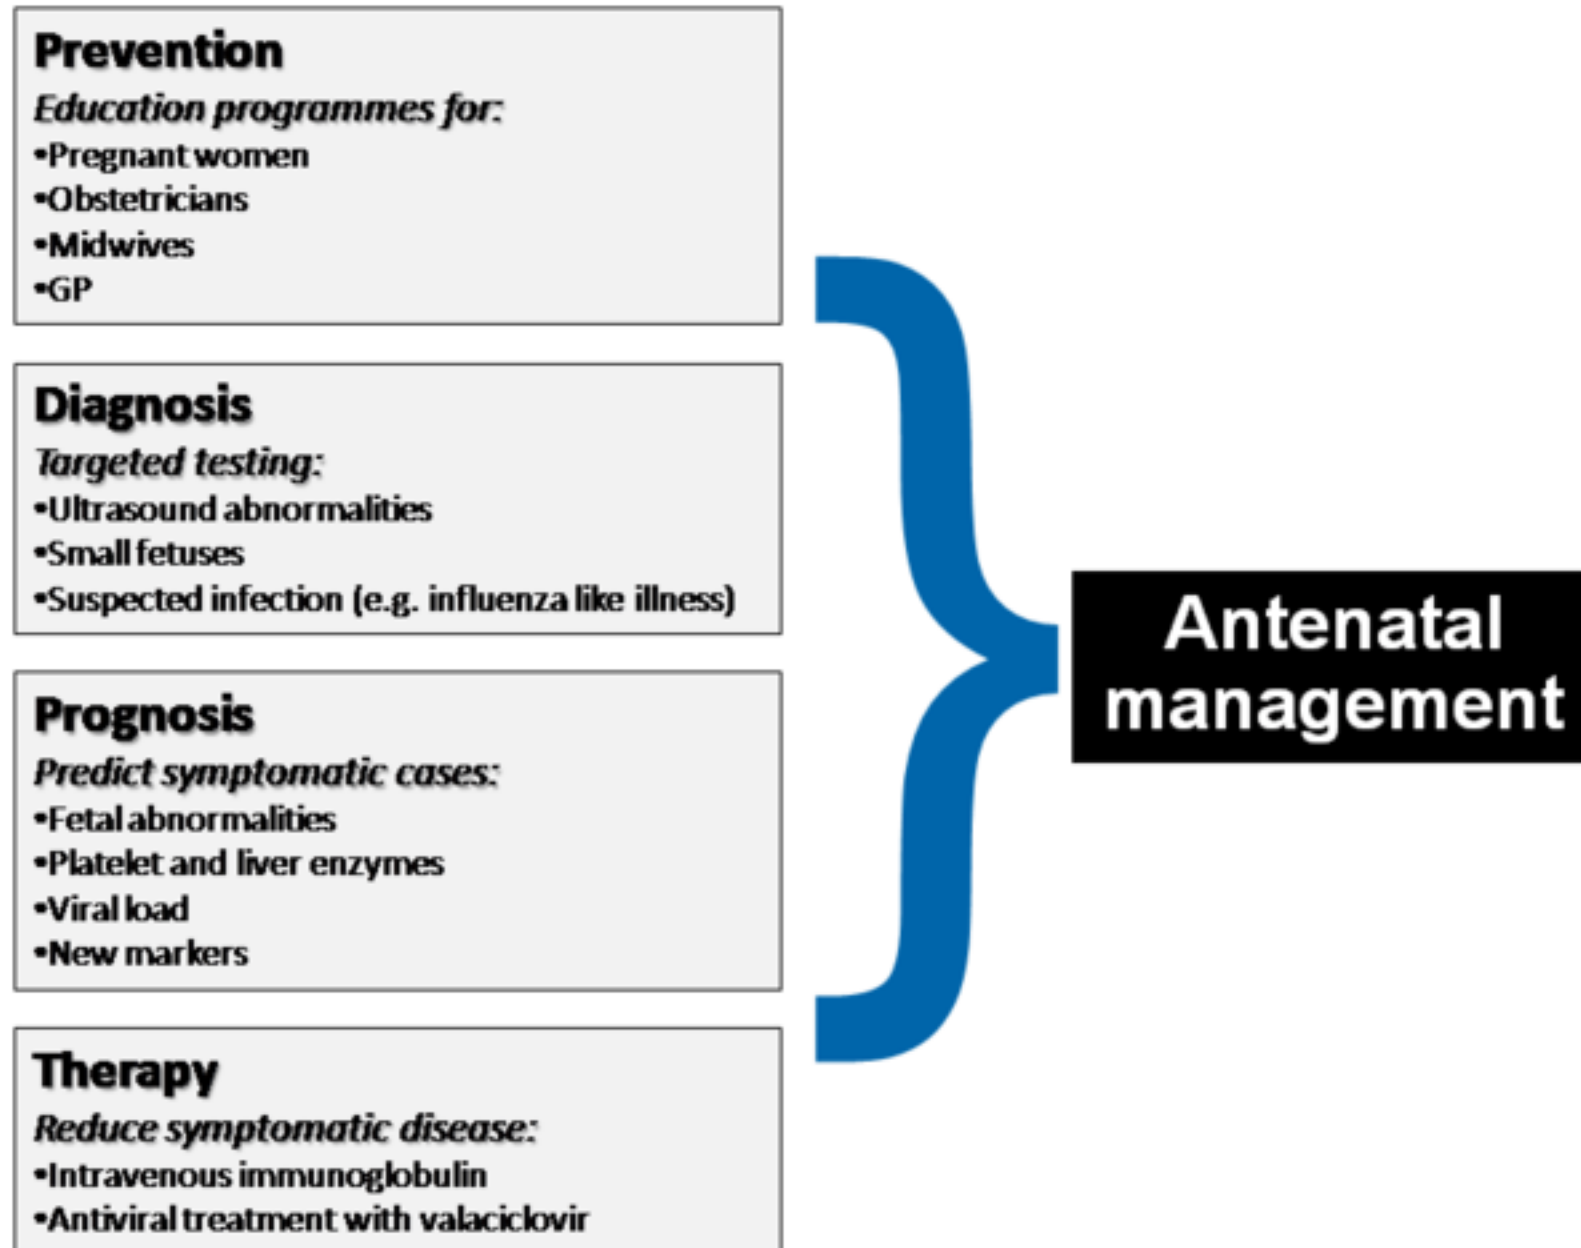 Prevention
Education programmes for:
•Pregnant women
•Obstetricians
•Midwives
•GP
Diagnosis
Targeted testing:
•Ultrasound abnormalities
•Small fetuses
•Suspected infection (e.g. influenza like illness)
Prognosis
Predict symptomatic cases:
•Fetal abnormalities
•Platelet and liver enzymes
•Viral load
•New markers
Therapy
Reduce symptomatic disease:
•Intravenous immunoglobulin
•Antiviral treatment with valaciclovir
Antenatal
management